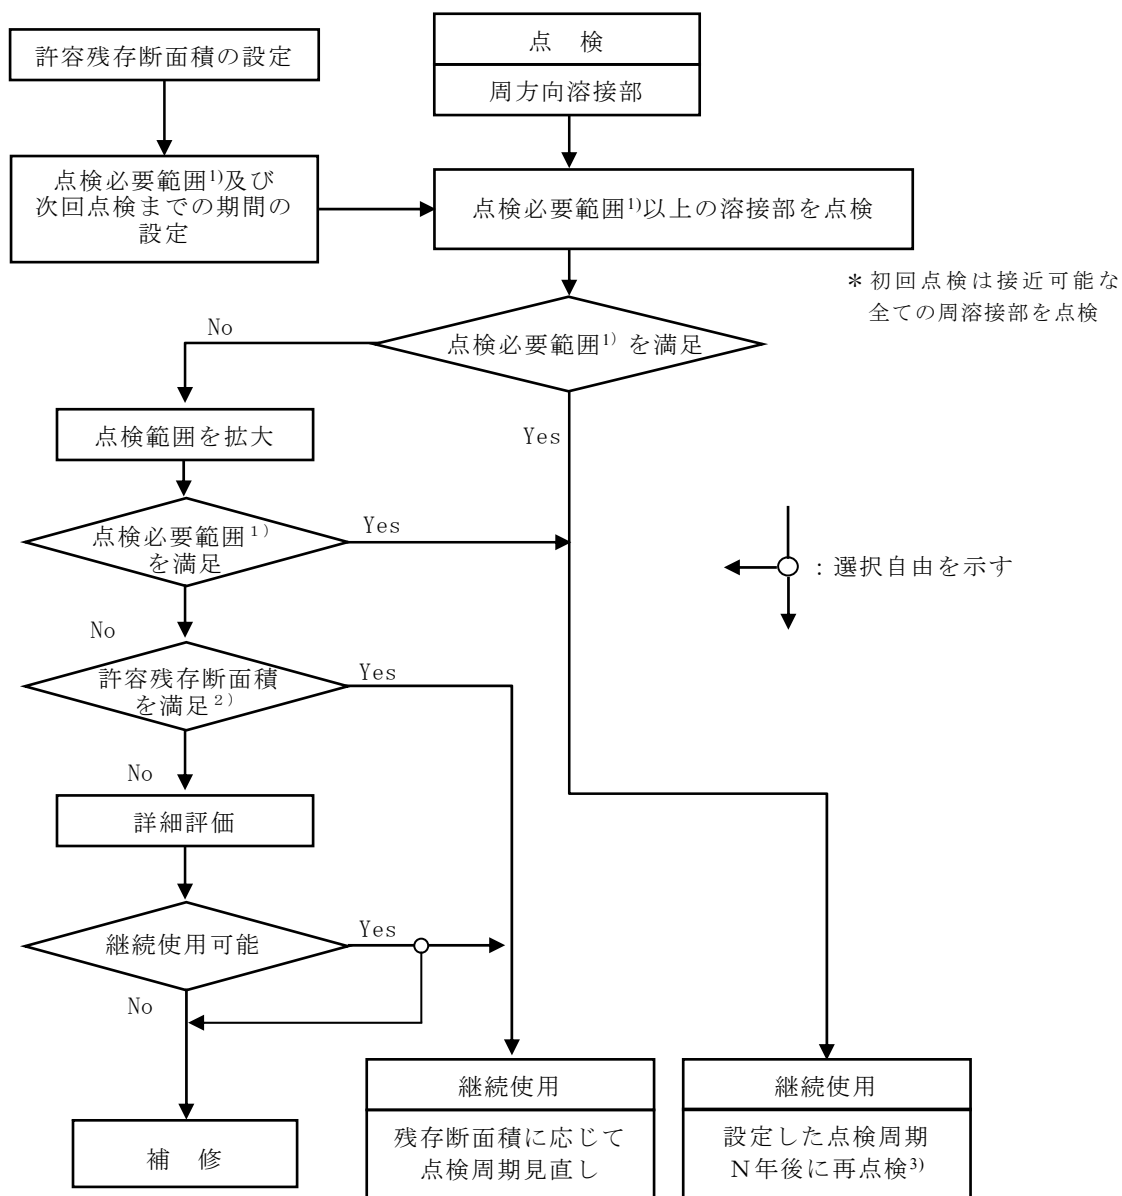 許容残存断面積の設定
点　検
周方向溶接部
点検必要範囲1)及び
次回点検までの期間の
設定
点検必要範囲1)以上の溶接部を点検
＊初回点検は接近可能な
全ての周溶接部を点検
点検必要範囲1) を満足
No
Yes
点検範囲を拡大
点検必要範囲1)
を満足
Yes
No
：選択自由を示す
許容残存断面積
を満足2)
Yes
No
詳細評価
継続使用可能
Yes
No
補　修
継続使用
残存断面積に応じて
点検周期見直し
継続使用
設定した点検周期
Ｎ年後に再点検3)